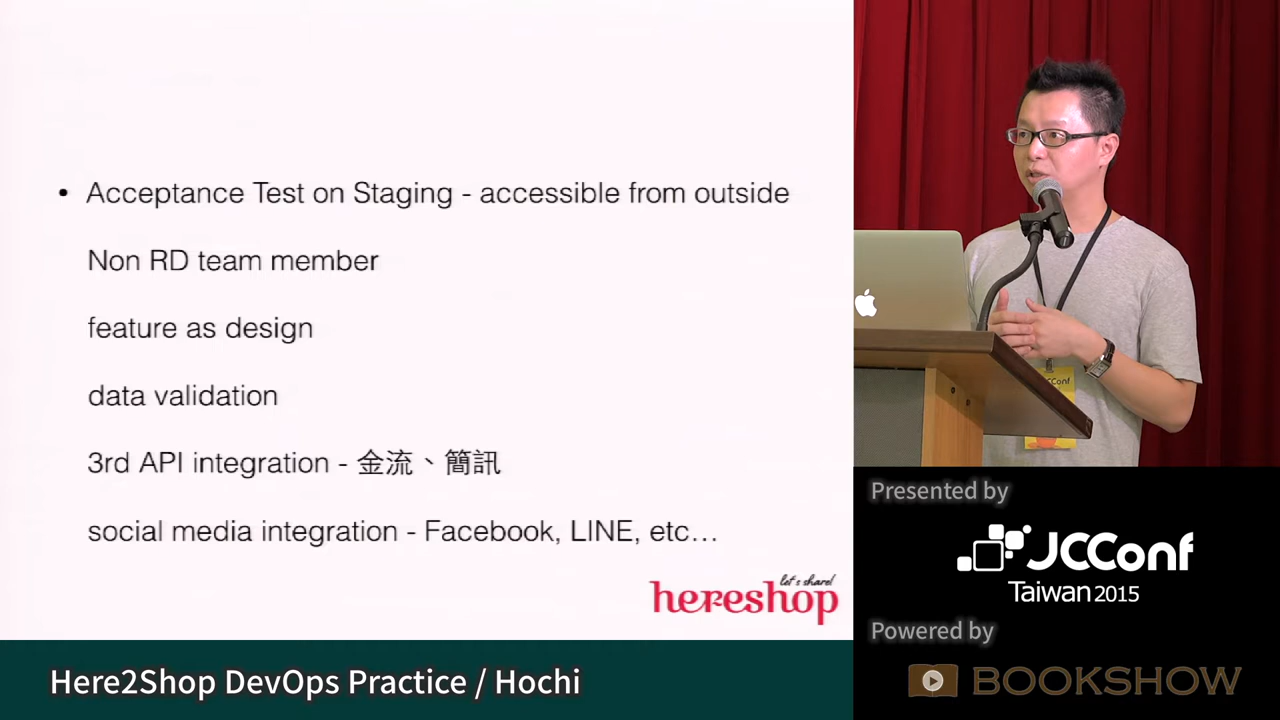 • Acceptance Test on Staging - accessible from outside
Non RD team member
feature as design
data validation
3rd API integration - 金流、簡訊
social media integration - Facebook, LINE, etc...
let's share!
hereshop
Here2Shop DevOps Practice / Hochi
JCConf
Presented by
JCConf
Taiwan 2015
Powered by
BOOKSHOW